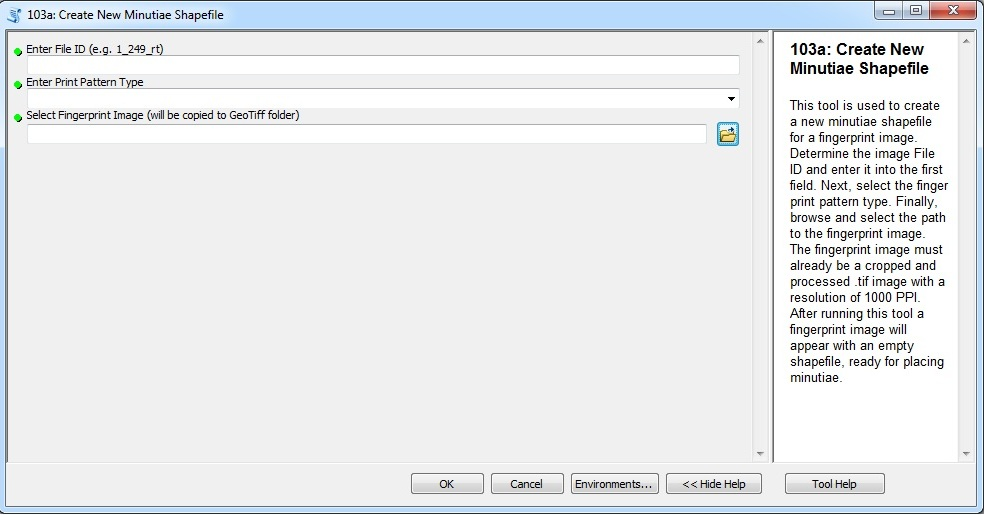 103a: Create New Minutiae Shapefile
Enter File ID (e.g. 1_249_rt)
Enter Print Pattern Type
Select Fingerprint Image (will be copied to GeoTiff folder)
103a: Create New
Minutiae Shapefile
This tool is used to create
a new minutiae shapefile
for a fingerprint image.
Determine the image File
ID and enter it into the first
field. Next, select the finger
print pattern type. Finally,
browse and select the path
to the fingerprint image.
The fingerprint image must
already be a cropped and
processed .tif image with a
resolution of 1000 PPI.
After running this tool a
fingerprint image will
appear with an empty
shapefile, ready for placing
minutiae.
OK
Cancel
Environments...
<< Hide Help
Tool Help